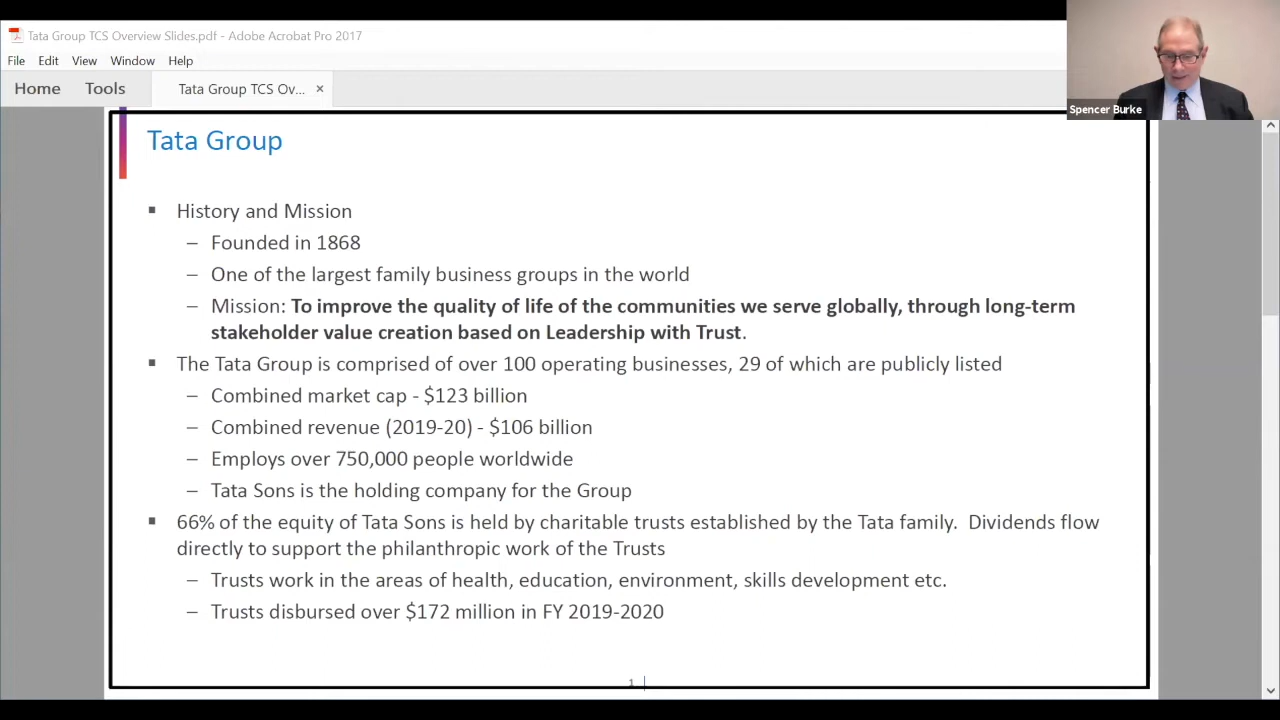 Tata Group TCS Overview Slides.pdf - Adobe Acrobat Pro 2017
File Edit View Window Help
Home Tools Tata Group TCS Ov... ×
Spencer Burke
Tata Group
▪ History and Mission
– Founded in 1868
– One of the largest family business groups in the world
– Mission: To improve the quality of life of the communities we serve globally, through long-term
stakeholder value creation based on Leadership with Trust.
▪ The Tata Group is comprised of over 100 operating businesses, 29 of which are publicly listed
– Combined market cap - $123 billion
– Combined revenue (2019-20) - $106 billion
– Employs over 750,000 people worldwide
– Tata Sons is the holding company for the Group
▪ 66% of the equity of Tata Sons is held by charitable trusts established by the Tata family. Dividends flow
directly to support the philanthropic work of the Trusts
– Trusts work in the areas of health, education, environment, skills development etc.
– Trusts disbursed over $172 million in FY 2019-2020
1 |